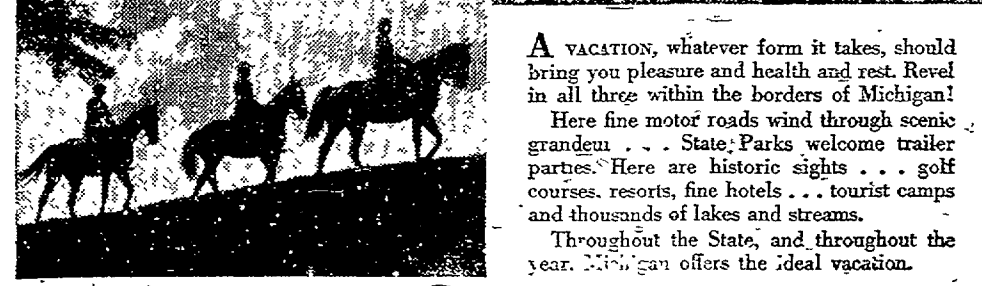 A VACATION, whatever form it takes, should
bring you pleasure and health and rest. Revel
in all three within the borders of Michigan!
Here fine motor roads wind through scenic
grandeur . . . State Parks welcome trailer
parties. Here are historic sights . . . golf
courses, resorts, fine hotels . . . tourist camps
and thousands of lakes and streams.
Throughout the State, and throughout the
year, Michigan offers the ideal vacation.